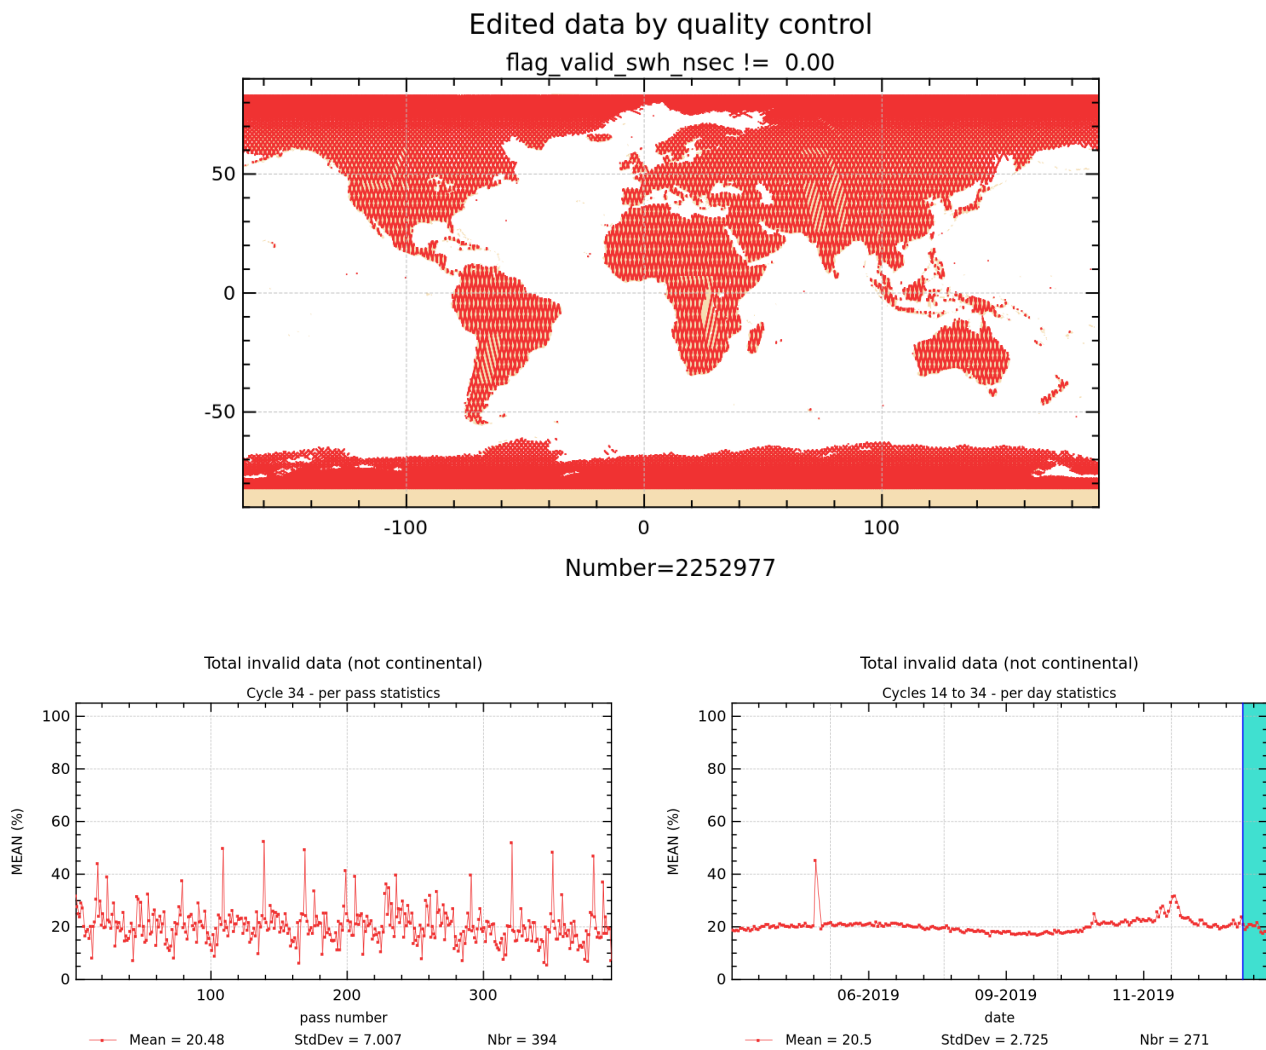 Edited data by quality control
flag_valid_swh_nsec !=  0.00
50
0
-50
-100
0
100
Number=2252977
Total invalid data (not continental)
Cycle 34 - per pass statistics
MEAN (%)
100
80
60
40
20
0
100
200
300
pass number
Mean = 20.48
StdDev = 7.007
Nbr = 394
Total invalid data (not continental)
Cycles 14 to 34 - per day statistics
MEAN (%)
100
80
60
40
20
0
06-2019
09-2019
11-2019
date
Mean = 20.5
StdDev = 2.725
Nbr = 271